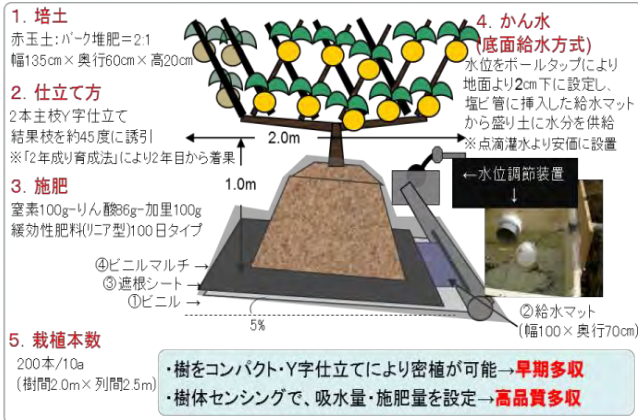 1. 培土
赤玉土:バーク堆肥=2:1
幅135cm×奥行60cm×高20cm
2. 仕立て方
2本主枝Y字仕立て
結果枝を約45度に誘引
※「2年成り育成法」により2年目から着果
3. 施肥
窒素100g-りん酸86g-加里100g
緩効性肥料(リニア型)100日タイプ
4. かん水
(底面給水方式)
水位をボールタップにより
地面より2cm下に設定し、
塩ビ管に挿入した給水マット
から盛り土に水分を供給
※点滴灌水より安価に設置
2.0m
1.0m
←水位調節装置
↓
④ビニルマルチ→
③遮根シート→
①ビニル→
5%
②給水マット
(幅100×奥行70cm)
5. 栽植本数
200本/10a
(樹間2.0m×列間2.5m)
・樹をコンパクト・Y字仕立てにより密植が可能→早期多収
・樹体センシングで、吸水量・施肥量を設定→高品質多収